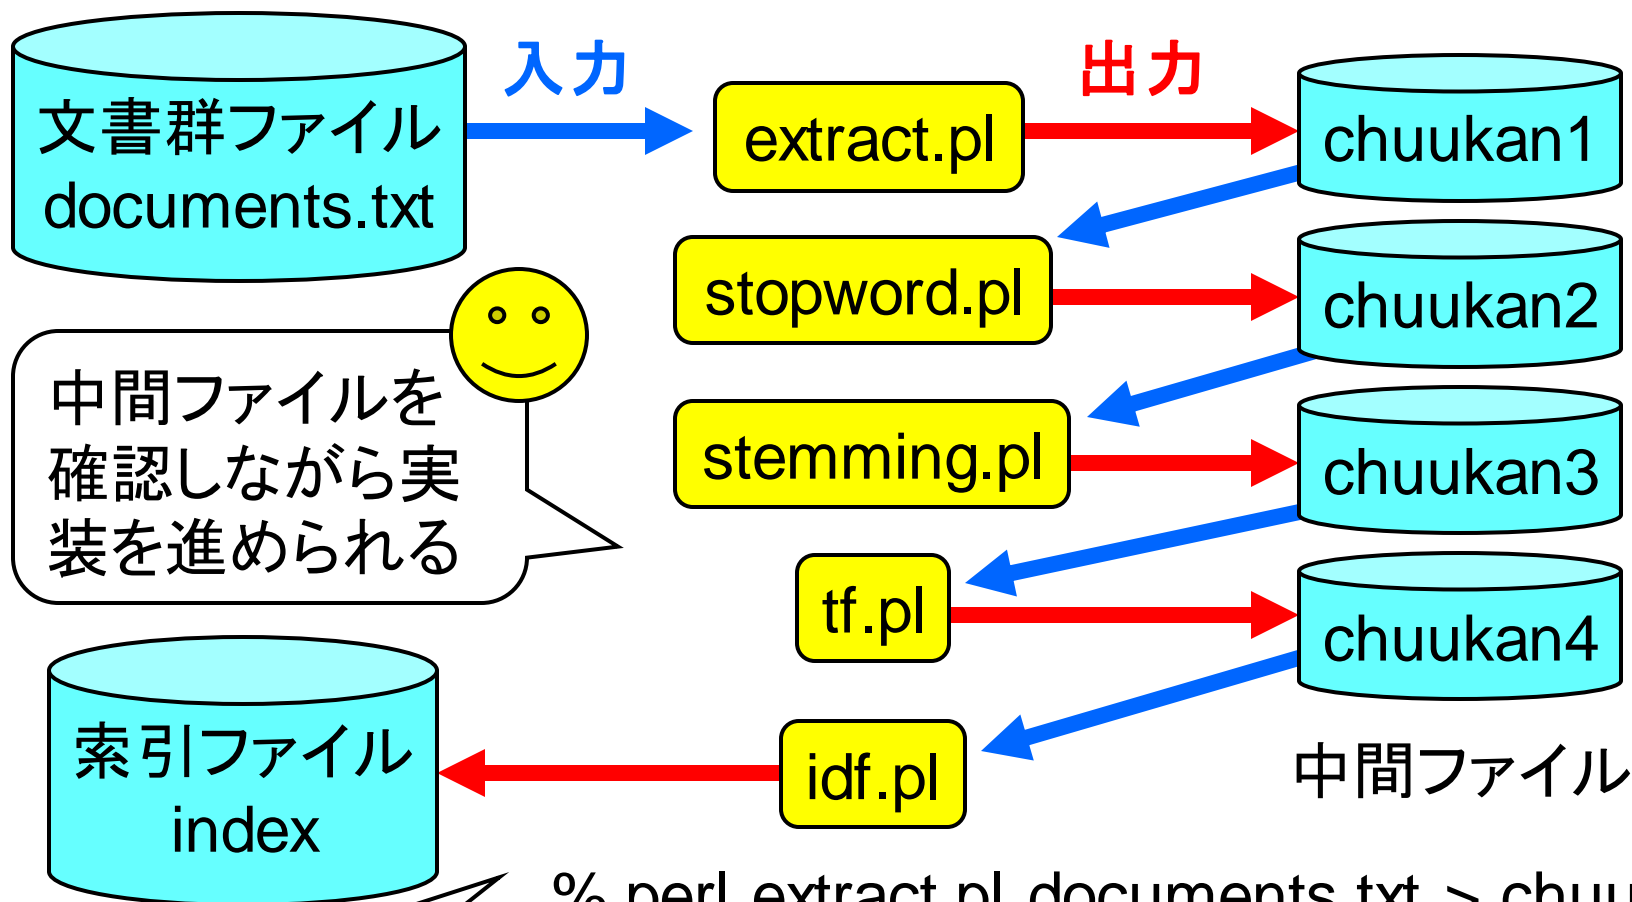 文書群ファイル
documents.txt
入力
extract.pl
出力
chuukan1
stopword.pl
chuukan2
中間ファイルを
確認しながら実
装を進められる
stemming.pl
chuukan3
tf.pl
chuukan4
索引ファイル
index
idf.pl
中間ファイル
% perl extract.pl documents.txt > chuu